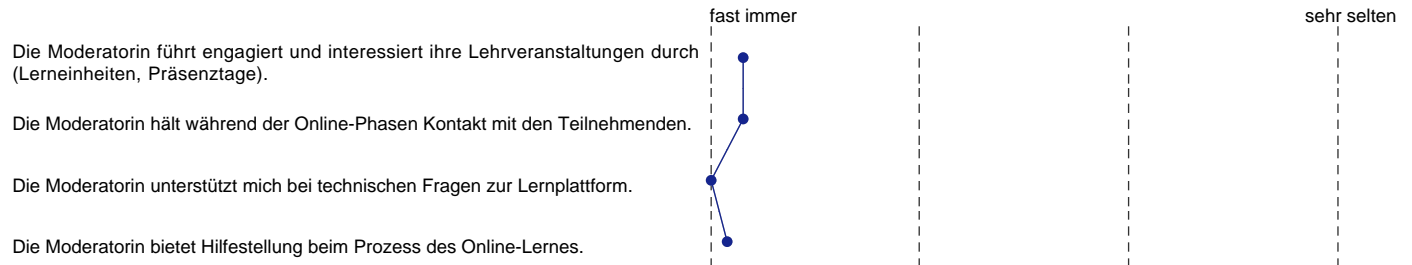 fast immer
sehr selten
Die Moderatorin führt engagiert und interessiert ihre Lehrveranstaltungen durch
(Lerneinheiten, Präsenztage).
Die Moderatorin hält während der Online-Phasen Kontakt mit den Teilnehmenden.
Die Moderatorin unterstützt mich bei technischen Fragen zur Lernplattform.
Die Moderatorin bietet Hilfestellung beim Prozess des Online-Lernes.